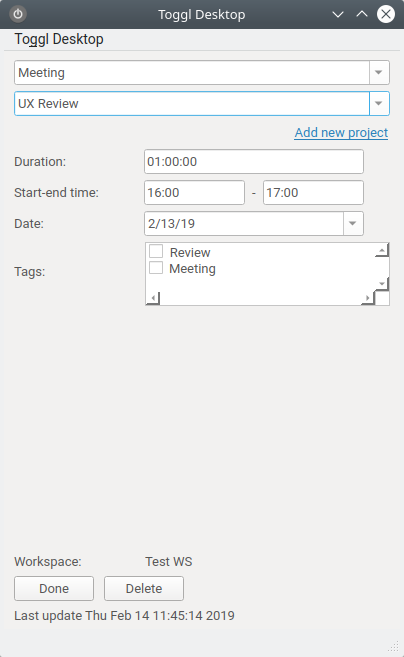 Toggl Desktop
Toggl Desktop
Meeting
UX Review
Add new project
Duration: 01:00:00
Start-end time: 16:00 - 17:00
Date: 2/13/19
Tags:
Review
Meeting
Workspace: Test WS
Done Delete
Last update Thu Feb 14 11:45:14 2019